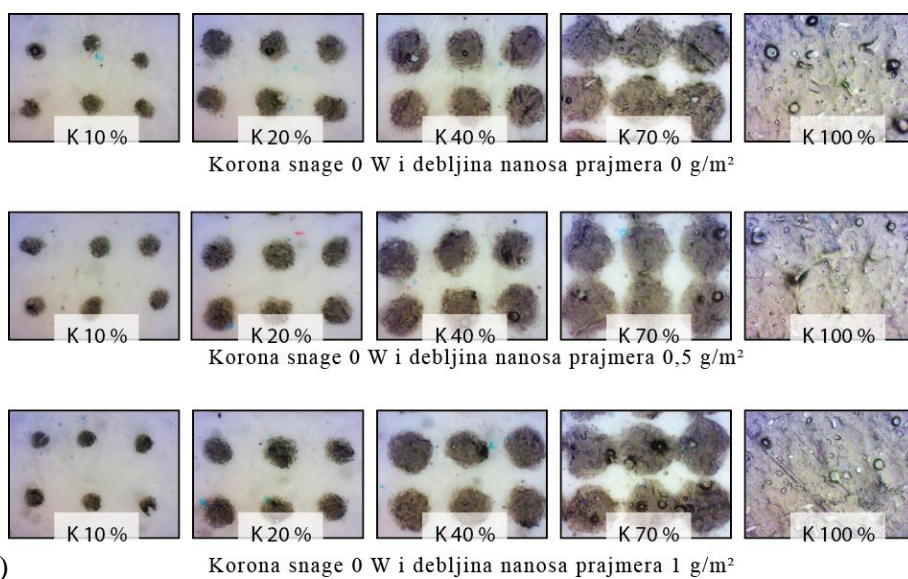 K 10 % K 20 % K 40 % K 70 % K 100 %
Korona snage 0 W i debljina nanosa prajmera 0 g/m²
K 10 % K 20 % K 40 % K 70 % K 100 %
Korona snage 0 W i debljina nanosa prajmera 0,5 g/m²
K 10 % K 20 % K 40 % K 70 % K 100 %
) Korona snage 0 W i debljina nanosa prajmera 1 g/m²